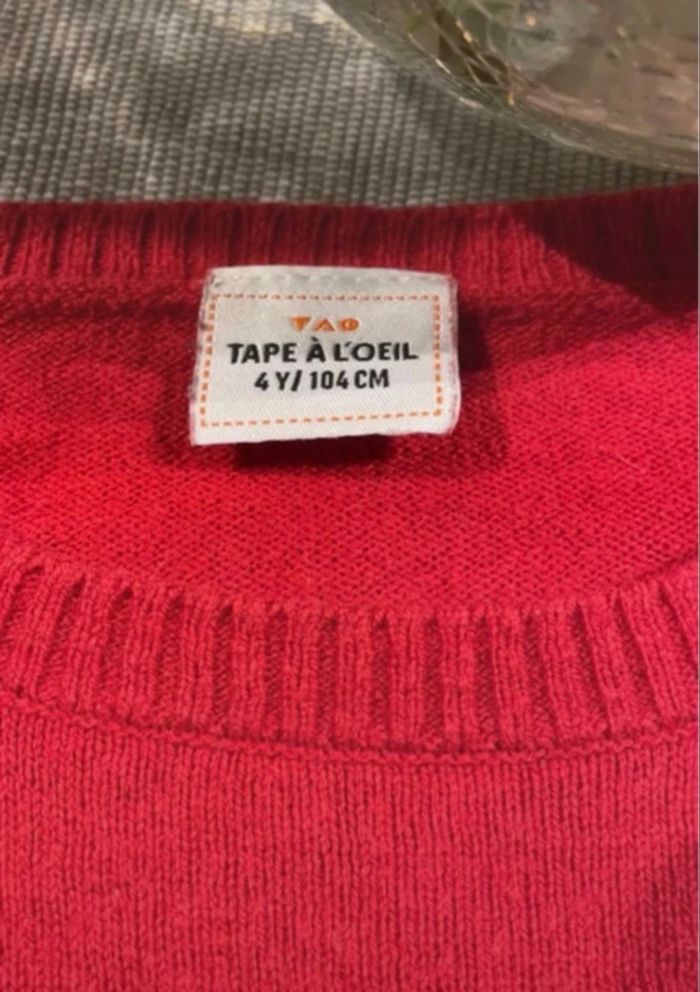 TAO
TAPE À L'OEIL
4 Y/ 104 CM